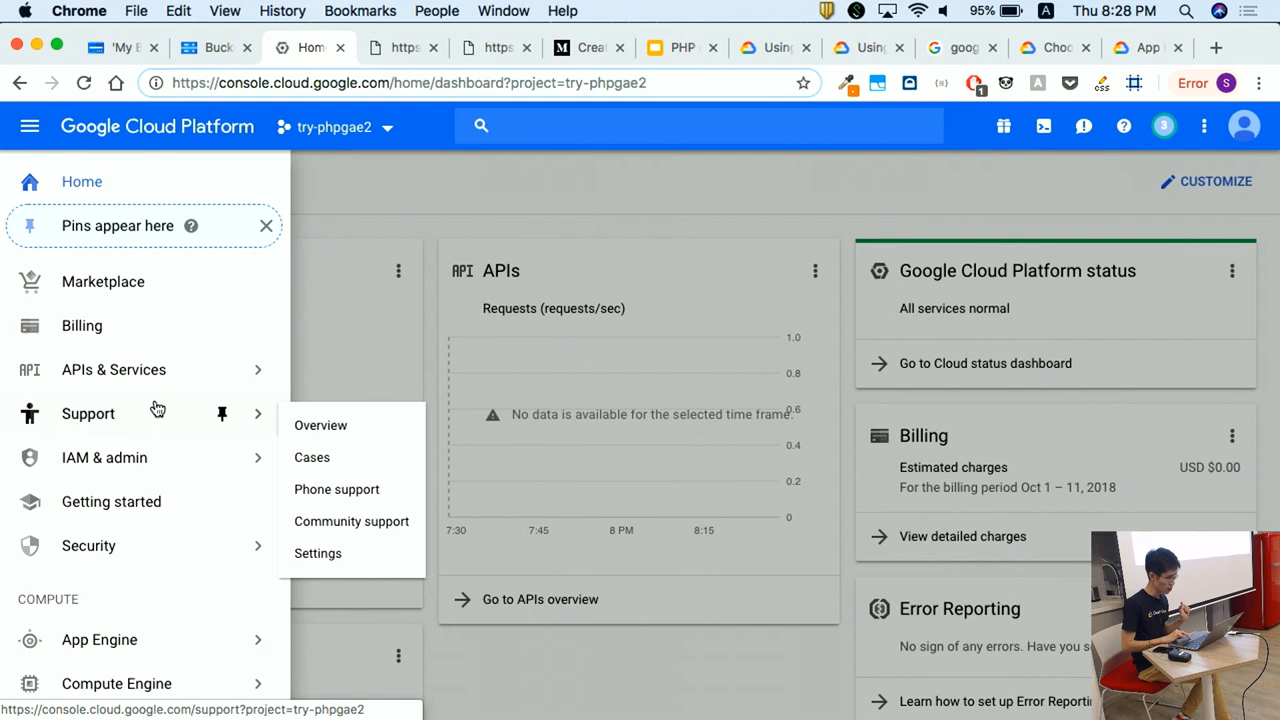 Chrome File Edit View History Bookmarks People Window Help 95% A Thu 8:28 PM
'My E Buck Hom https https Crea PHP Using Using goog Choo App
https://console.cloud.google.com/home/dashboard?project=try-phpgae2 1 Error S
Google Cloud Platform try-phpgae2 3
Home
CUSTOMIZE
Pins appear here
Marketplace
Billing
API APIs & Services
Support
IAM & admin
Getting started
Security
COMPUTE
App Engine
Compute Engine
Overview
Cases
Phone support
Community support
Settings
API APIs
Requests (requests/sec)
1.0
0.8
No data is available for the selected time frame.
0.6
0.4
0.2
0
7:30 7:45 8 PM 8:15
Go to APIs overview
Google Cloud Platform status
All services normal
Go to Cloud status dashboard
Billing
Estimated charges USD $0.00
For the billing period Oct 1 – 11, 2018
View detailed charges
Error Reporting
No sign of any errors. Have you s
Learn how to set up Error Reportin
https://console.cloud.google.com/support?project=try-phpgae2